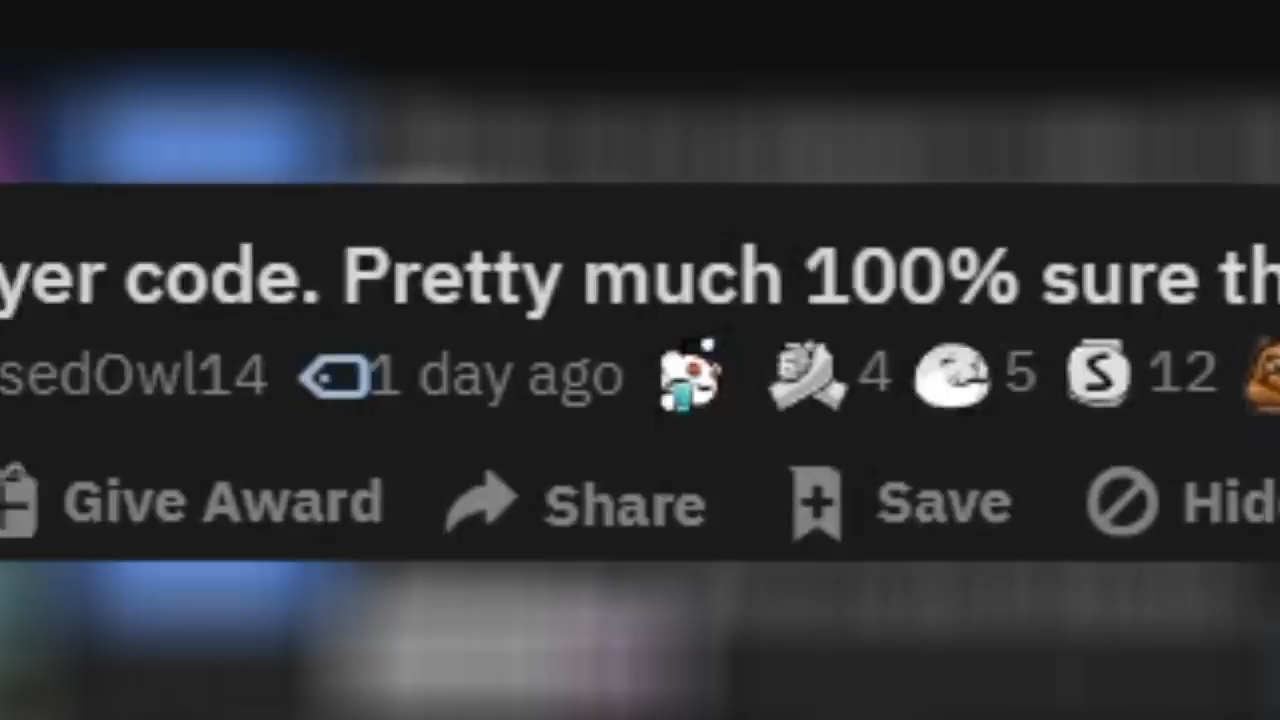 yer code. Pretty much 100% sure th
sedOwl14 1 day ago 4 5 S 12
Give Award Share Save Hid